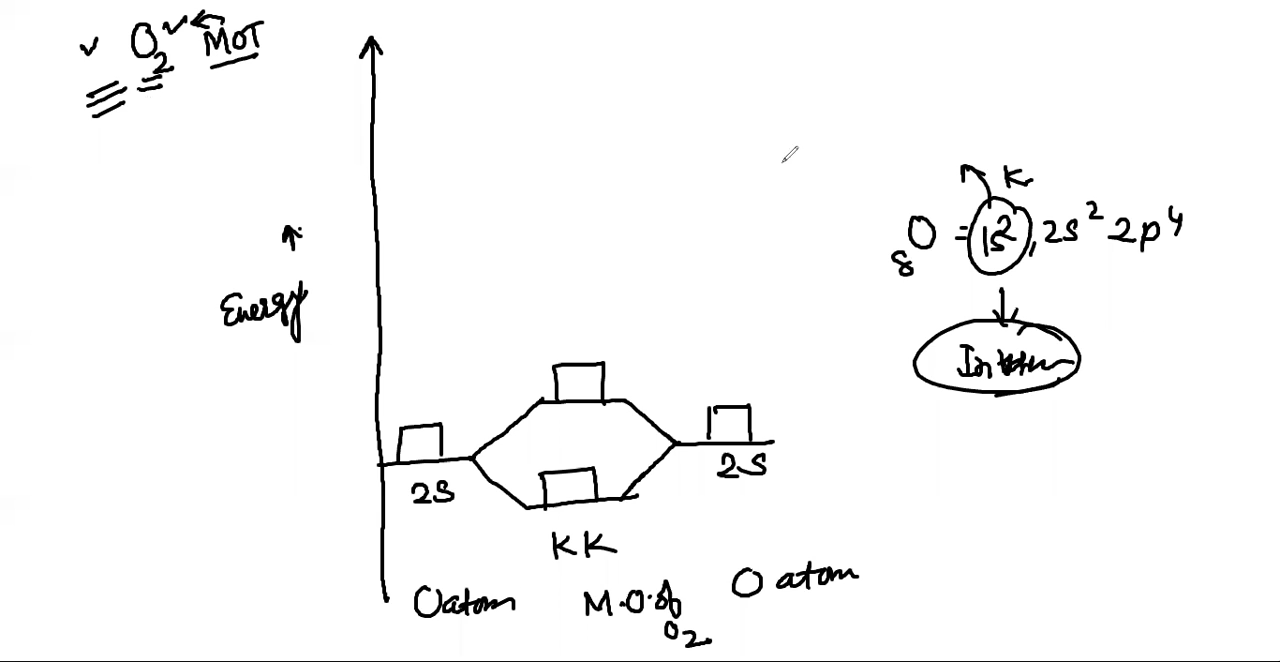 O₂ MOT
Energy
K
₈O = 1s², 2s² 2p⁴
2S
2S
KK
O atom
M.O. of O₂
O atom